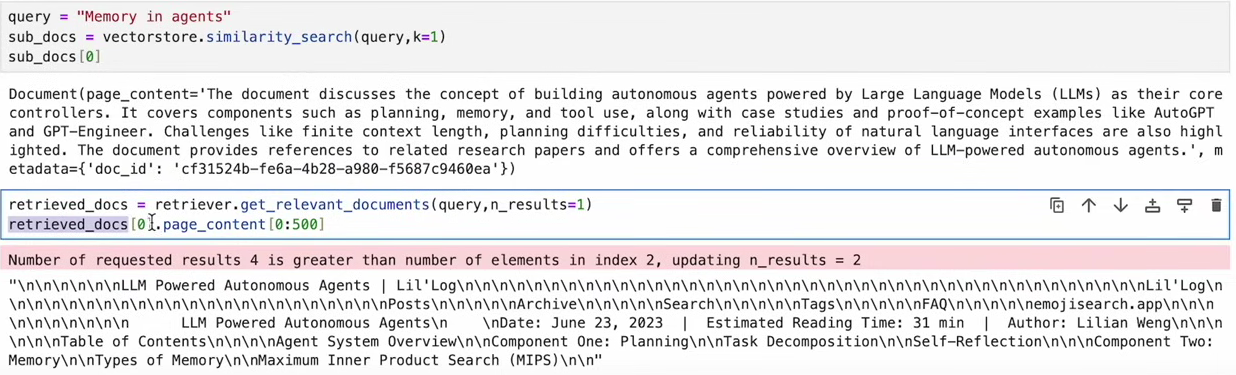 query = "Memory in agents"
sub_docs = vectorstore.similarity_search(query,k=1)
sub_docs[0]
Document(page_content='The document discusses the concept of building autonomous agents powered by Large Language Models (LLMs) as their core
controllers. It covers components such as planning, memory, and tool use, along with case studies and proof-of-concept examples like AutoGPT
and GPT-Engineer. Challenges like finite context length, planning difficulties, and reliability of natural language interfaces are also highl
ighted. The document provides references to related research papers and offers a comprehensive overview of LLM-powered autonomous agents.', m
etadata={'doc_id': 'cf31524b-fe6a-4b28-a980-f5687c9460ea'})
retrieved_docs = retriever.get_relevant_documents(query,n_results=1)
retrieved_docs[0].page_content[0:500]
Number of requested results 4 is greater than number of elements in index 2, updating n_results = 2
"\n\n\n\n\n\nLLM Powered Autonomous Agents | Lil'Log\n\n\n\n\n\n\n\n\n\n\n\n\n\n\n\n\n\n\n\n\n\n\n\n\n\n\n\n\n\n\n\n\n\nLil'Log\n
\n\n\n\n\n\n\n\n\n\n\n\n\n\n\n\n\n\nPosts\n\n\n\n\nArchive\n\n\n\n\nSearch\n\n\n\n\nTags\n\n\n\n\nFAQ\n\n\n\n\nemojisearch.app\n\n\n
\n\n\n\n\n\n\n      LLM Powered Autonomous Agents\n    \nDate: June 23, 2023  |  Estimated Reading Time: 31 min  |  Author: Lilian Weng\n\n\n
\n\n\nTable of Contents\n\n\n\nAgent System Overview\n\nComponent One: Planning\n\nTask Decomposition\n\nSelf-Reflection\n\n\nComponent Two:
Memory\n\nTypes of Memory\n\nMaximum Inner Product Search (MIPS)\n\n"